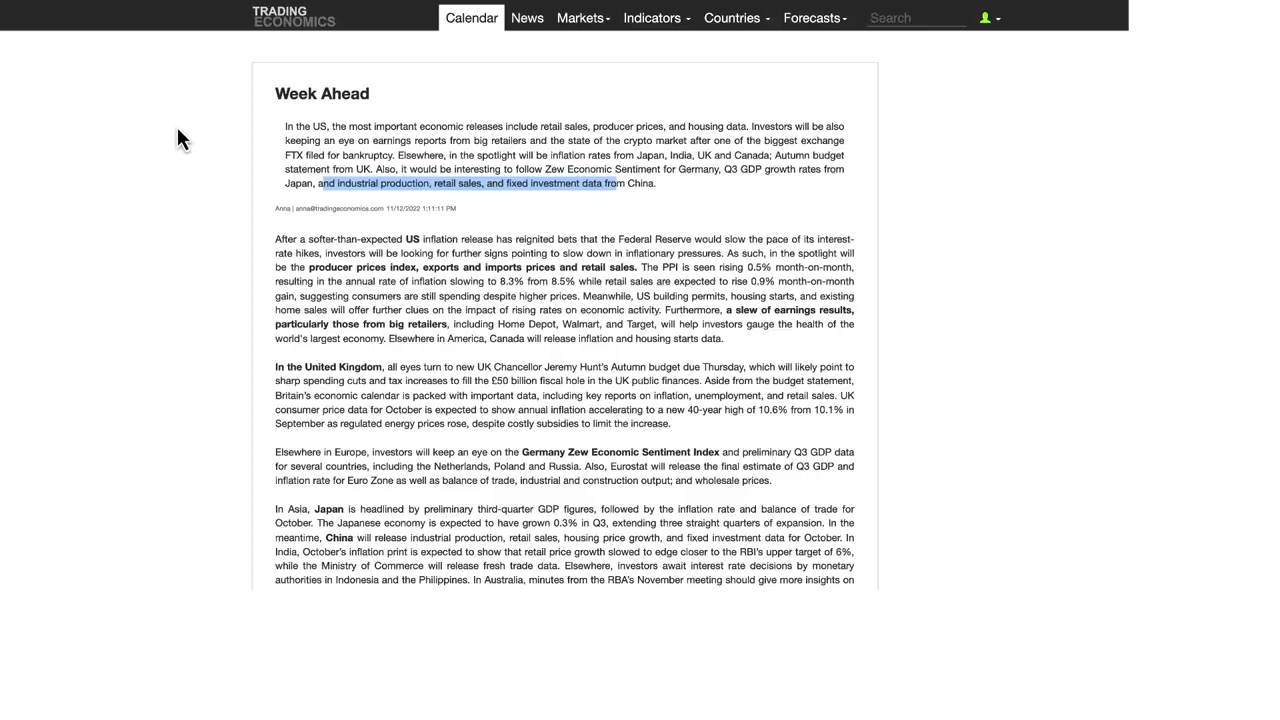 TRADING
ECONOMICS
Calendar News Markets Indicators Countries Forecasts Search
Week Ahead
In the US, the most important economic releases include retail sales, producer prices, and housing data. Investors will be also
keeping an eye on earnings reports from big retailers and the state of the crypto market after one of the biggest exchange
FTX filed for bankruptcy. Elsewhere, in the spotlight will be inflation rates from Japan, India, UK and Canada; Autumn budget
statement from UK. Also, it would be interesting to follow Zew Economic Sentiment for Germany, Q3 GDP growth rates from
Japan, and industrial production, retail sales, and fixed investment data from China.
Anna | anna@tradingeconomics.com 11/12/2022 1:11:11 PM
After a softer-than-expected US inflation release has reignited bets that the Federal Reserve would slow the pace of its interest-
rate hikes, investors will be looking for further signs pointing to slow down in inflationary pressures. As such, in the spotlight will
be the producer prices index, exports and imports prices and retail sales. The PPI is seen rising 0.5% month-on-month,
resulting in the annual rate of inflation slowing to 8.3% from 8.5% while retail sales are expected to rise 0.9% month-on-month
gain, suggesting consumers are still spending despite higher prices. Meanwhile, US building permits, housing starts, and existing
home sales will offer further clues on the impact of rising rates on economic activity. Furthermore, a slew of earnings results,
particularly those from big retailers, including Home Depot, Walmart, and Target, will help investors gauge the health of the
world's largest economy. Elsewhere in America, Canada will release inflation and housing starts data.
In the United Kingdom, all eyes turn to new UK Chancellor Jeremy Hunt's Autumn budget due Thursday, which will likely point to
sharp spending cuts and tax increases to fill the £50 billion fiscal hole in the UK public finances. Aside from the budget statement,
Britain's economic calendar is packed with important data, including key reports on inflation, unemployment, and retail sales. UK
consumer price data for October is expected to show annual inflation accelerating to a new 40-year high of 10.6% from 10.1% in
September as regulated energy prices rose, despite costly subsidies to limit the increase.
Elsewhere in Europe, investors will keep an eye on the Germany Zew Economic Sentiment Index and preliminary Q3 GDP data
for several countries, including the Netherlands, Poland and Russia. Also, Eurostat will release the final estimate of Q3 GDP and
inflation rate for Euro Zone as well as balance of trade, industrial and construction output; and wholesale prices.
In Asia, Japan is headlined by preliminary third-quarter GDP figures, followed by the inflation rate and balance of trade for
October. The Japanese economy is expected to have grown 0.3% in Q3, extending three straight quarters of expansion. In the
meantime, China will release industrial production, retail sales, housing price growth, and fixed investment data for October. In
India, October's inflation print is expected to show that retail price growth slowed to edge closer to the RBI's upper target of 6%,
while the Ministry of Commerce will release fresh trade data. Elsewhere, investors await interest rate decisions by monetary
authorities in Indonesia and the Philippines. In Australia, minutes from the RBA's November meeting should give more insights on